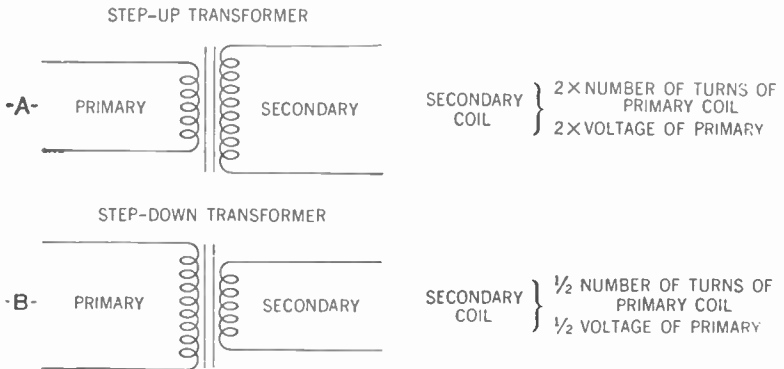 STEP-UP TRANSFORMER
-A-
PRIMARY
SECONDARY
SECONDARY COIL
2 × NUMBER OF TURNS OF
PRIMARY COIL
2 × VOLTAGE OF PRIMARY
STEP-DOWN TRANSFORMER
-B-
PRIMARY
SECONDARY
SECONDARY
COIL
½ NUMBER OF TURNS OF
PRIMARY COIL
½ VOLTAGE OF PRIMARY